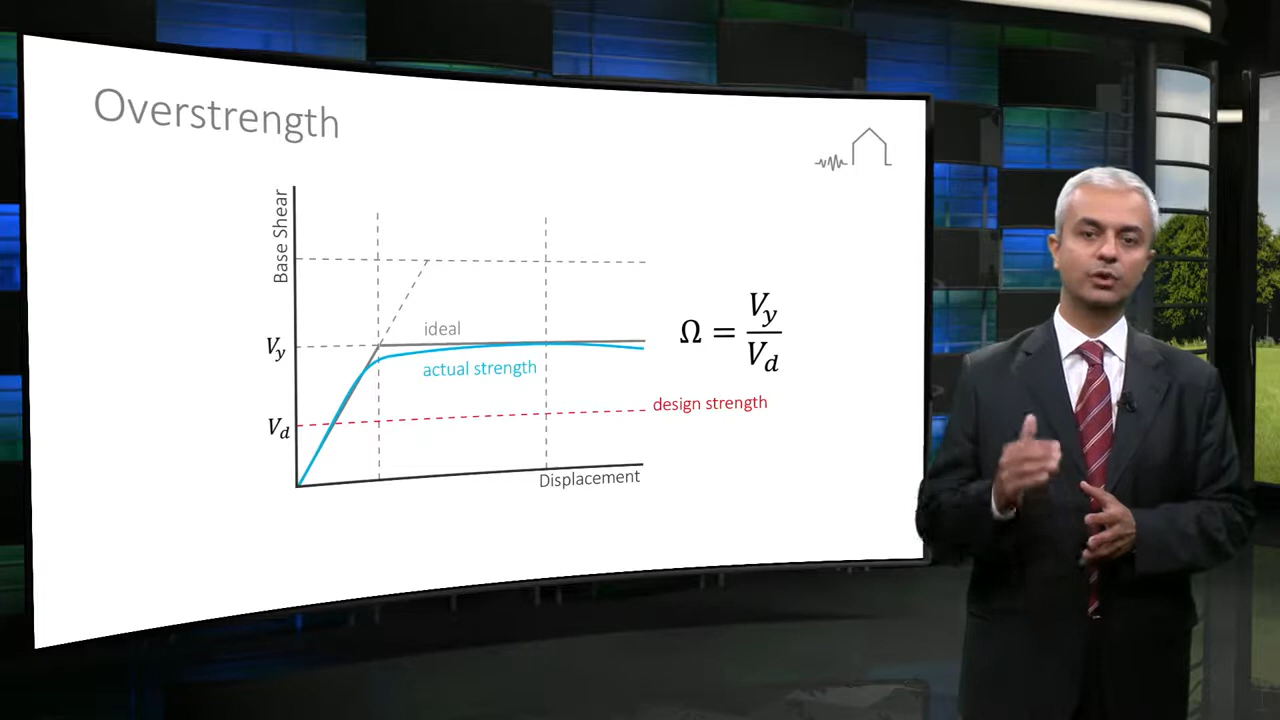 Overstrength
Base Shear
ideal
V_y
actual strength
Ω = V_y / V_d
design strength
V_d
Displacement